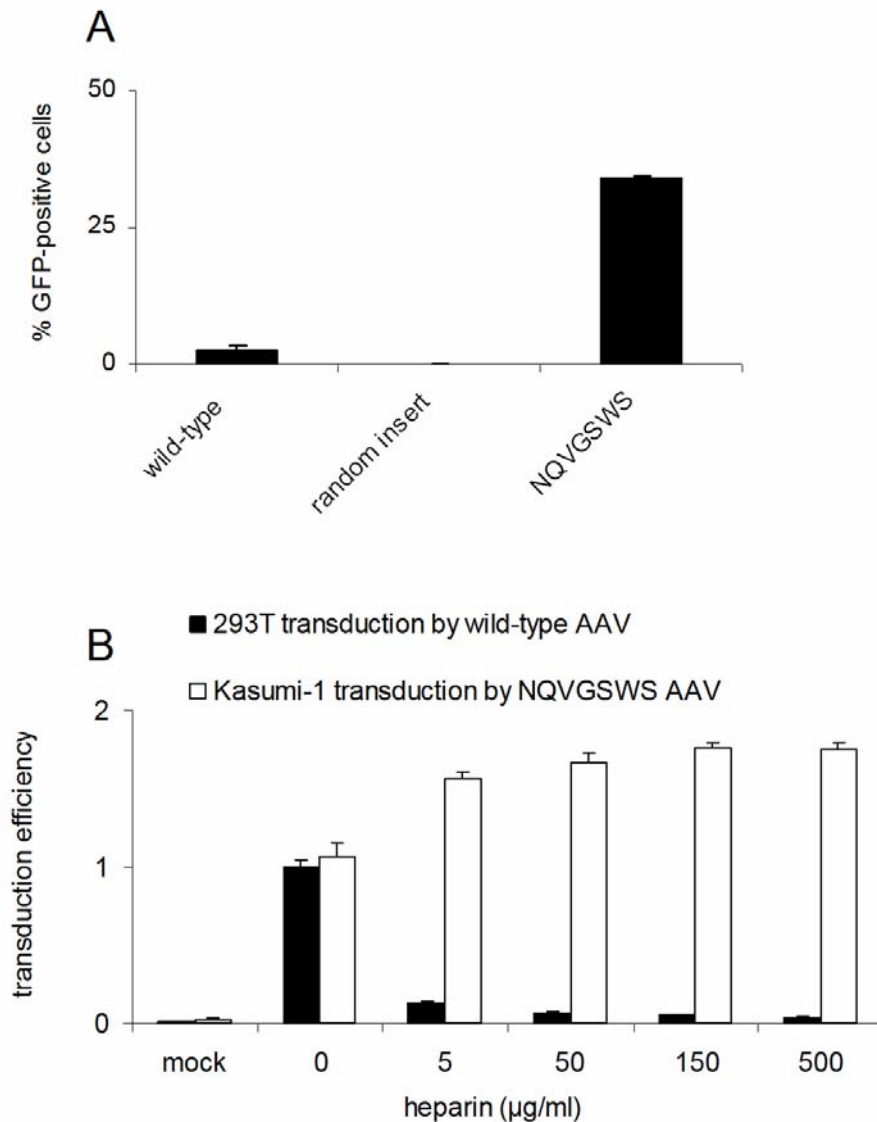 A
50
25
0
% GFP-positive cells
wild-type
random insert
NQVGSWS
B
293T transduction by wild-type AAV
Kasumi-1 transduction by NQVGSWS AAV
2
1
0
transduction efficiency
mock 0 5 50 150 500
heparin (µg/ml)